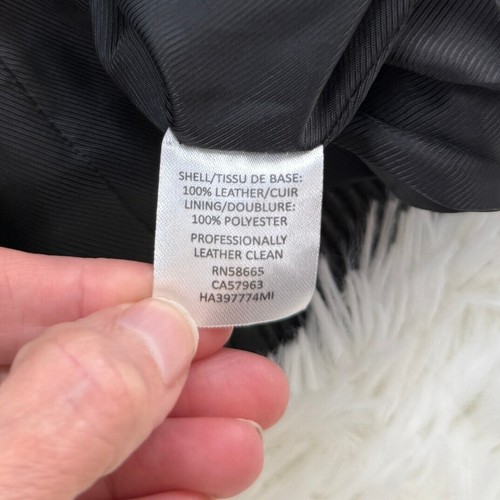 SHELL/TISSU DE BASE:
100% LEATHER/CUIR
LINING/DOUBLURE:
100% POLYESTER
PROFESSIONALLY
LEATHER CLEAN
RN58665
CA57963
HA397774MI